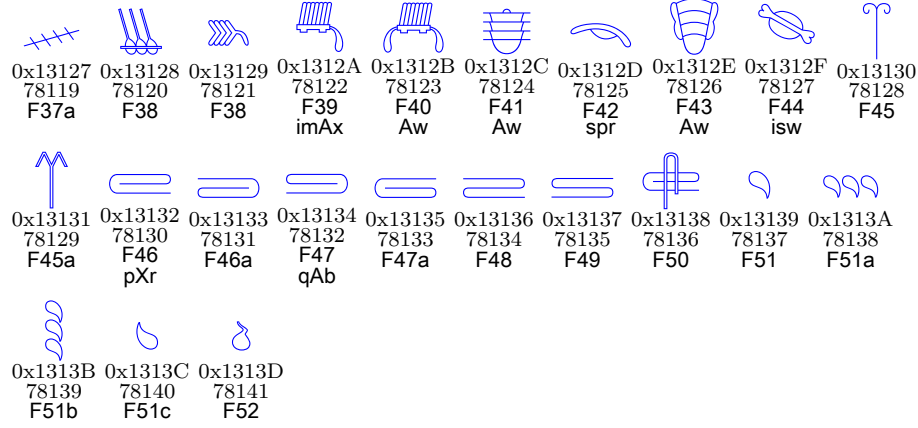 0x13127 0x13128 0x13129 0x1312A 0x1312B 0x1312C 0x1312D 0x1312E 0x1312F 0x13130
78119 78120 78121 78122 78123 78124 78125 78126 78127 78128
F37a F38 F38 F39 F40 F41 F42 F43 F44 F45
imAx Aw Aw spr Aw isw
0x13131 0x13132 0x13133 0x13134 0x13135 0x13136 0x13137 0x13138 0x13139 0x1313A
78129 78130 78131 78132 78133 78134 78135 78136 78137 78138
F45a F46 F46a F47 F47a F48 F49 F50 F51 F51a
pXr qAb
0x1313B 0x1313C 0x1313D
78139 78140 78141
F51b F51c F52